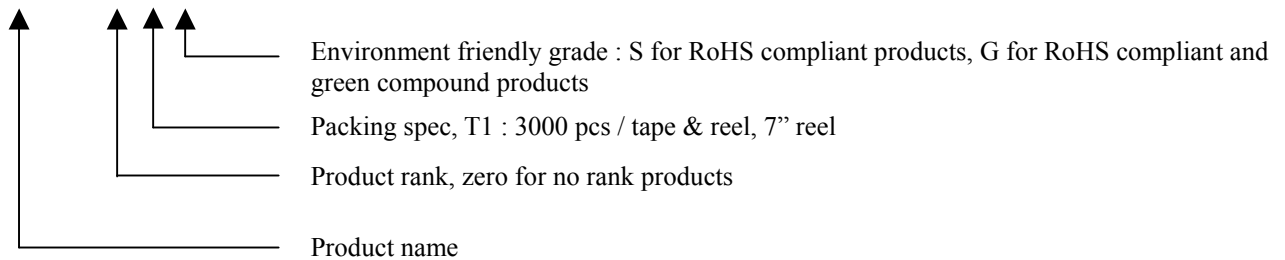 Environment friendly grade : S for RoHS compliant products, G for RoHS compliant and
green compound products
Packing spec, T1 : 3000 pcs / tape & reel, 7” reel
Product rank, zero for no rank products
Product name